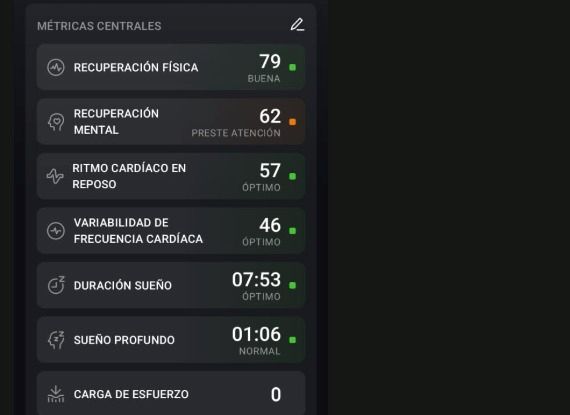 MÉTRICAS CENTRALES
RECUPERACIÓN FÍSICA
79
BUENA
RECUPERACIÓN
MENTAL
62
PRESTE ATENCIÓN
RITMO CARDÍACO EN
REPOSO
57
ÓPTIMO
VARIABILIDAD DE
FRECUENCIA CARDÍACA
46
ÓPTIMO
DURACIÓN SUEÑO
07:53
ÓPTIMO
SUEÑO PROFUNDO
01:06
NORMAL
CARGA DE ESFUERZO
0